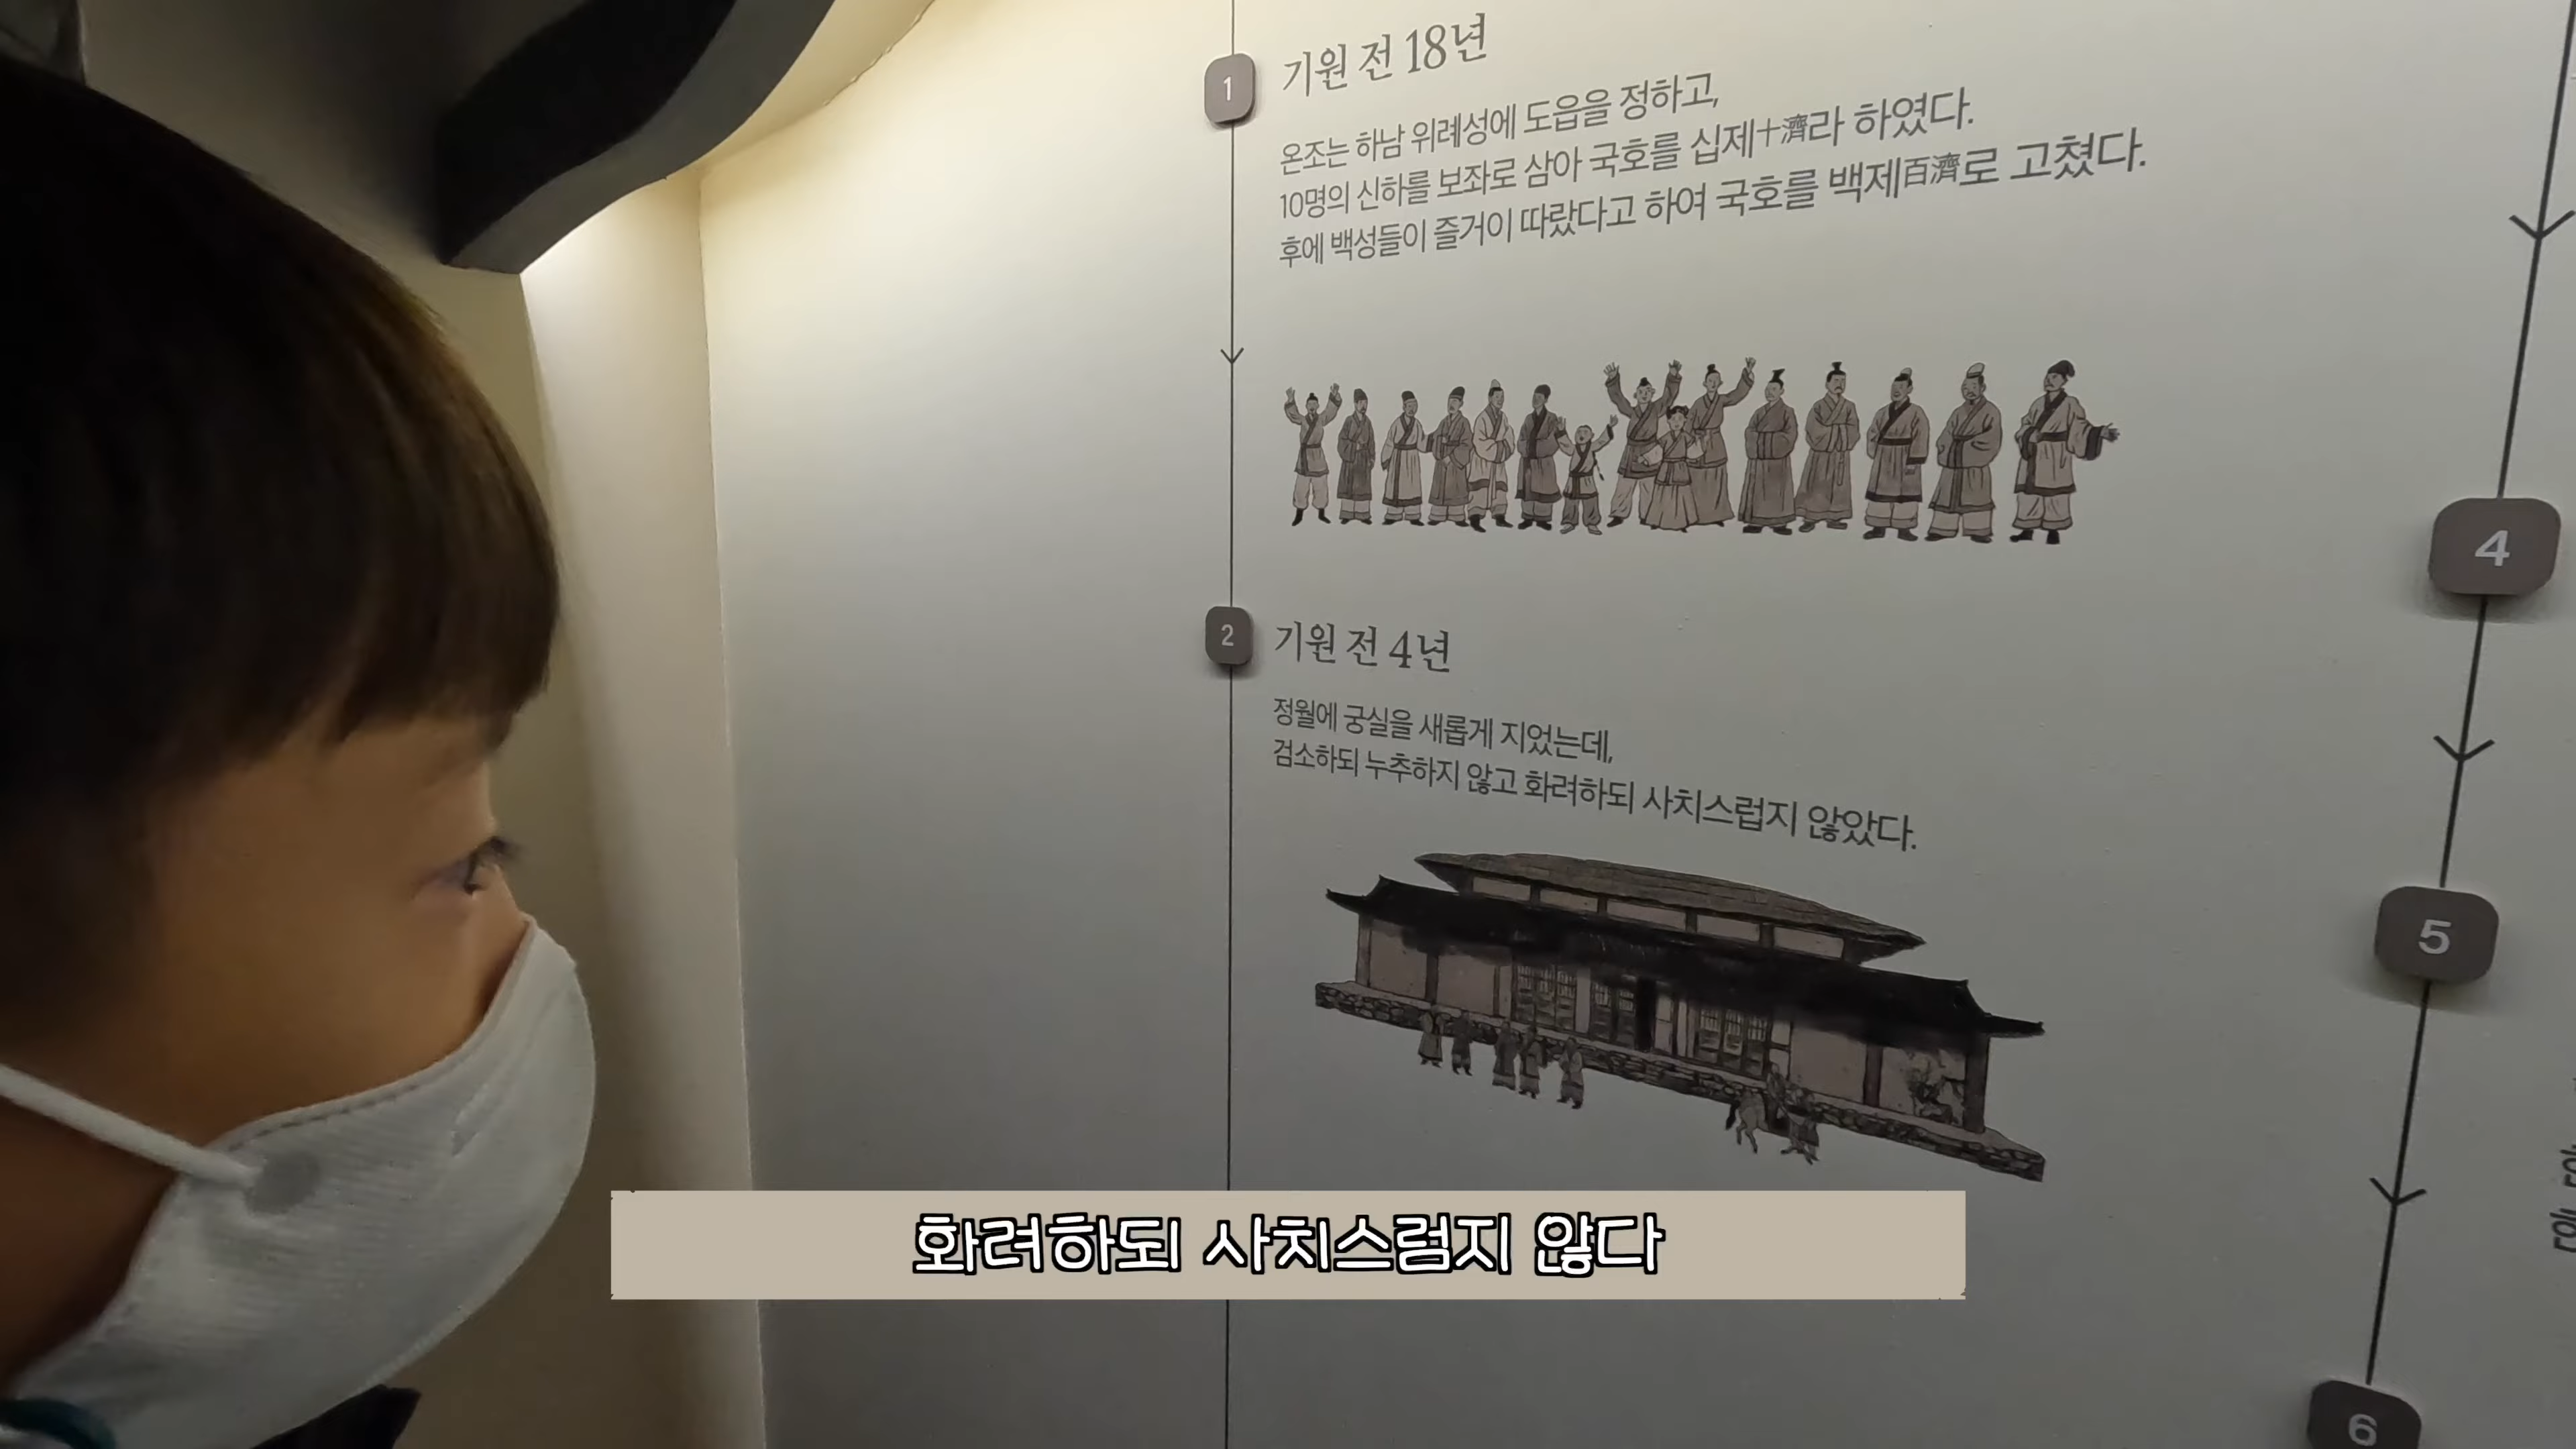 1
기원 전 18년
온조는 하남 위례성에 도읍을 정하고,
10명의 신하를 보좌로 삼아 국호를 십제十濟라 하였다.
후에 백성들이 즐거이 따랐다고 하여 국호를 백제百濟로 고쳤다.
2
기원 전 4년
정월에 궁실을 새롭게 지었는데,
검소하되 누추하지 않고 화려하되 사치스럽지 않았다.
4
5
6
화려하되 사치스럽지 않다